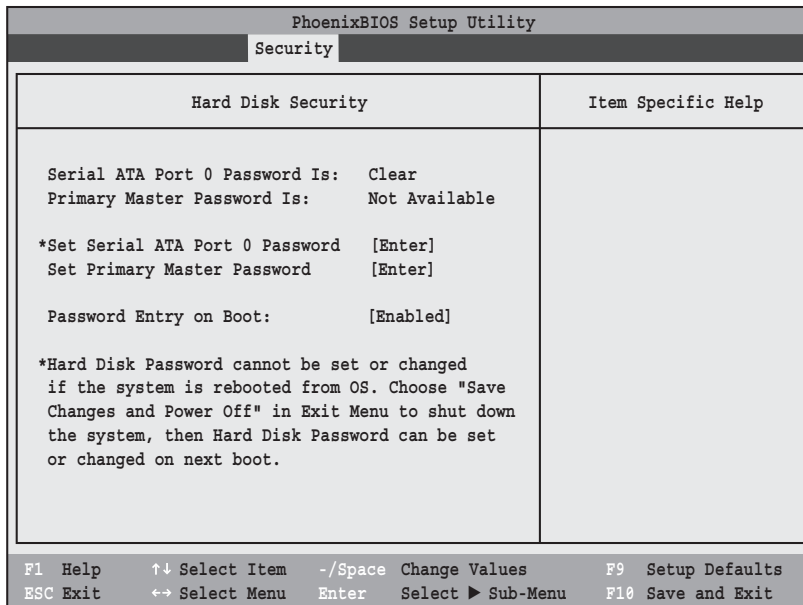 PhoenixBIOS Setup Utility
Security
Hard Disk Security
Item Specific Help
Serial ATA Port 0 Password Is: Clear
Primary Master Password Is: Not Available
*Set Serial ATA Port 0 Password [Enter]
Set Primary Master Password [Enter]
Password Entry on Boot: [Enabled]
*Hard Disk Password cannot be set or changed
if the system is rebooted from OS. Choose "Save
Changes and Power Off" in Exit Menu to shut down
the system, then Hard Disk Password can be set
or changed on next boot.
F1 Help ↑↓ Select Item -/Space Change Values F9 Setup Defaults
ESC Exit ←→ Select Menu Enter Select ▶ Sub-Menu F10 Save and Exit